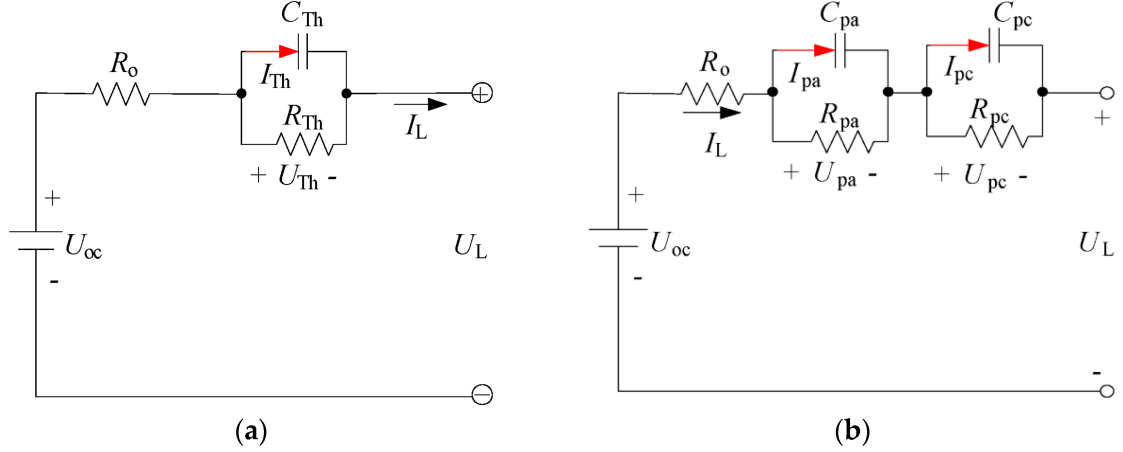 C_Th
R_o
I_Th
R_Th
I_L
+ U_Th -
+
U_oc
-
U_L
(a)
C_pa
C_pc
R_o
I_pa
I_pc
R_pa
R_pc
I_L
+
+ U_pa -
+ U_pc -
+
U_oc
U_L
-
-
(b)